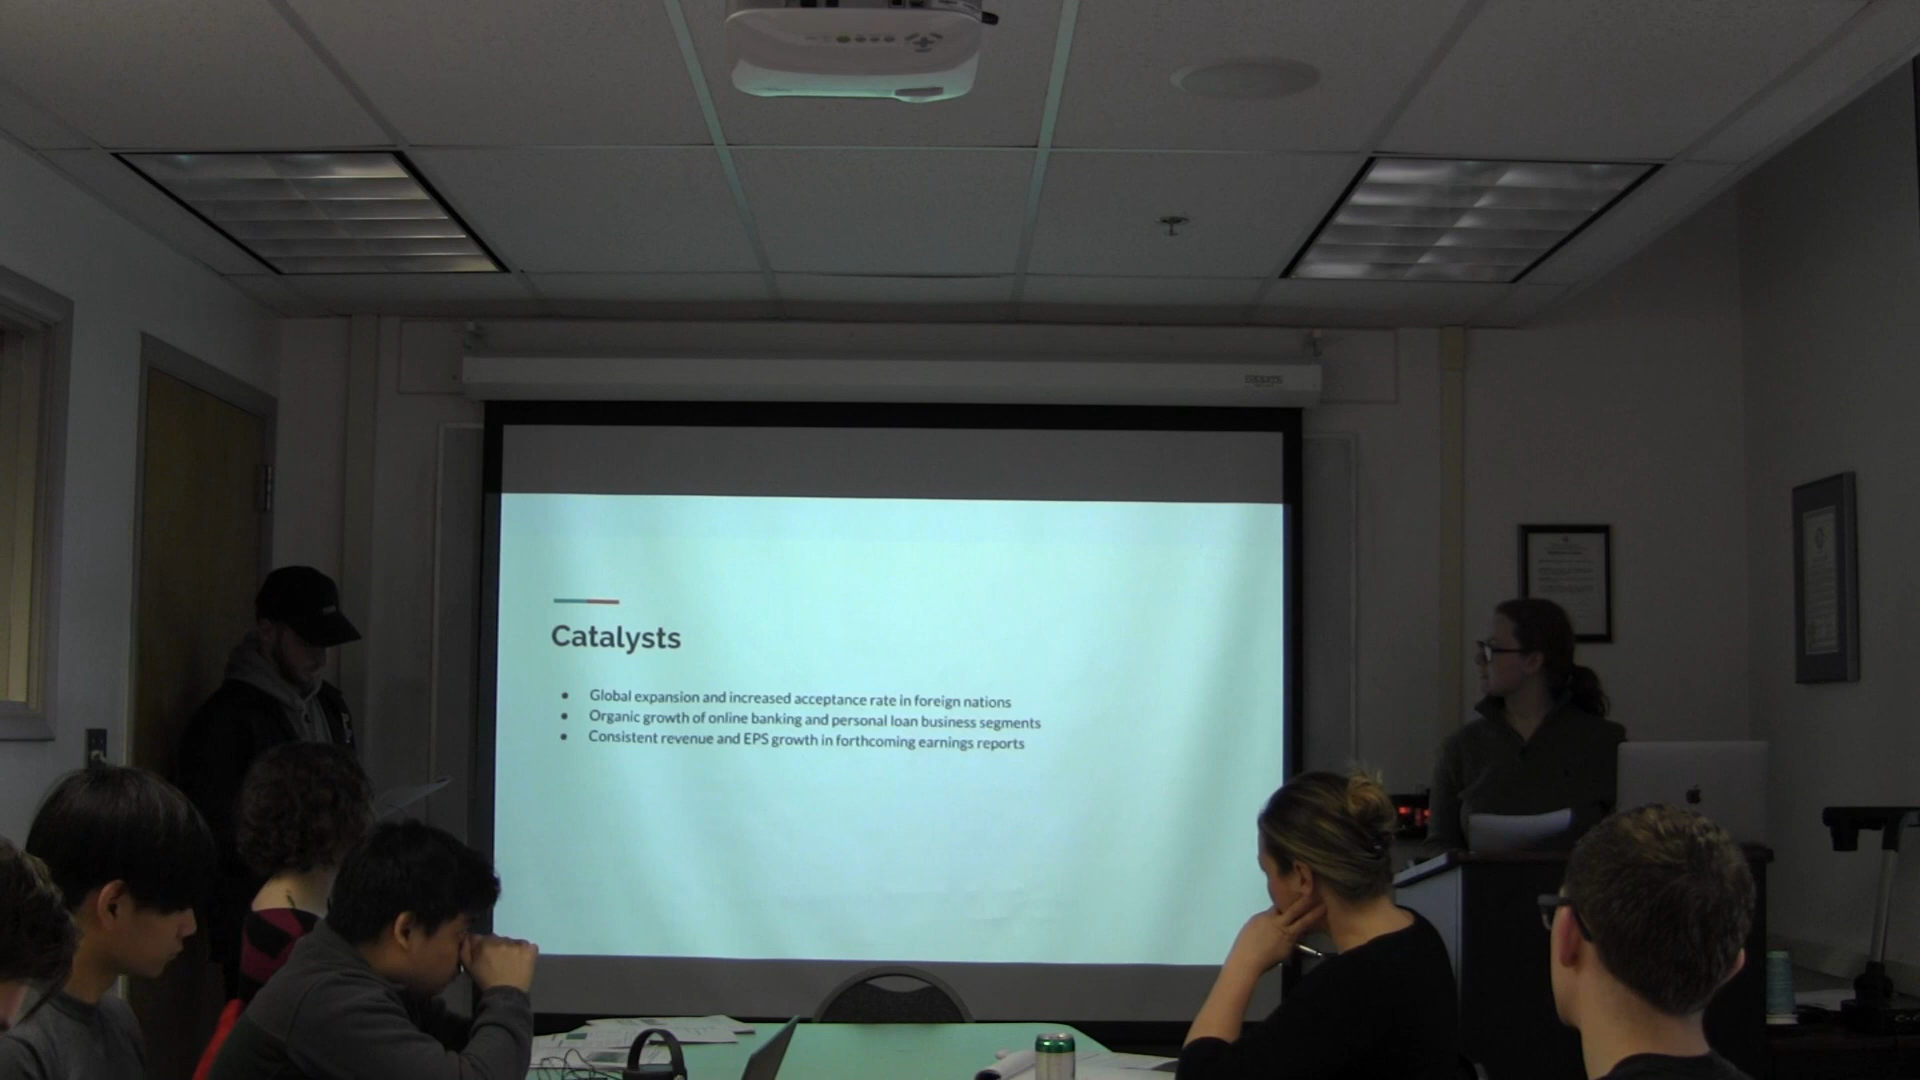 Catalysts
● Global expansion and increased acceptance rate in foreign nations
● Organic growth of online banking and personal loan business segments
● Consistent revenue and EPS growth in forthcoming earnings reports